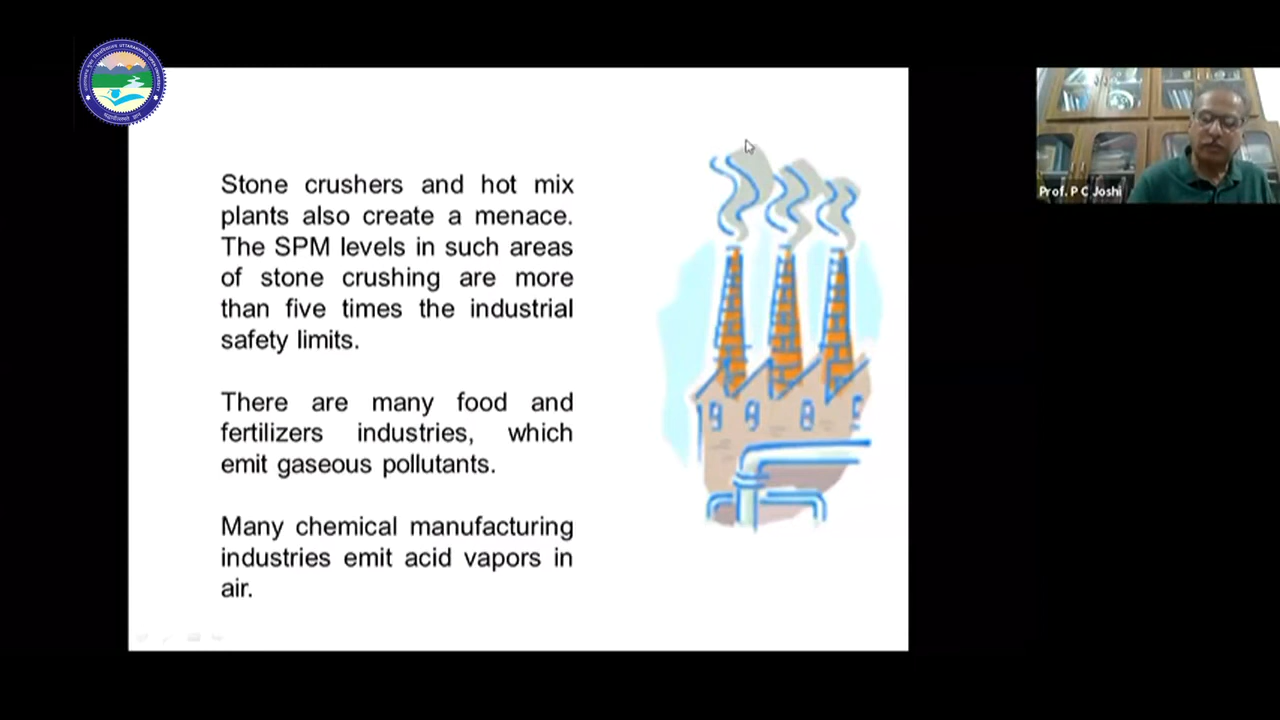 Stone crushers and hot mix
plants also create a menace.
The SPM levels in such areas
of stone crushing are more
than five times the industrial
safety limits.
There are many food and
fertilizers industries, which
emit gaseous pollutants.
Many chemical manufacturing
industries emit acid vapors in
air.
Prof. P C Joshi